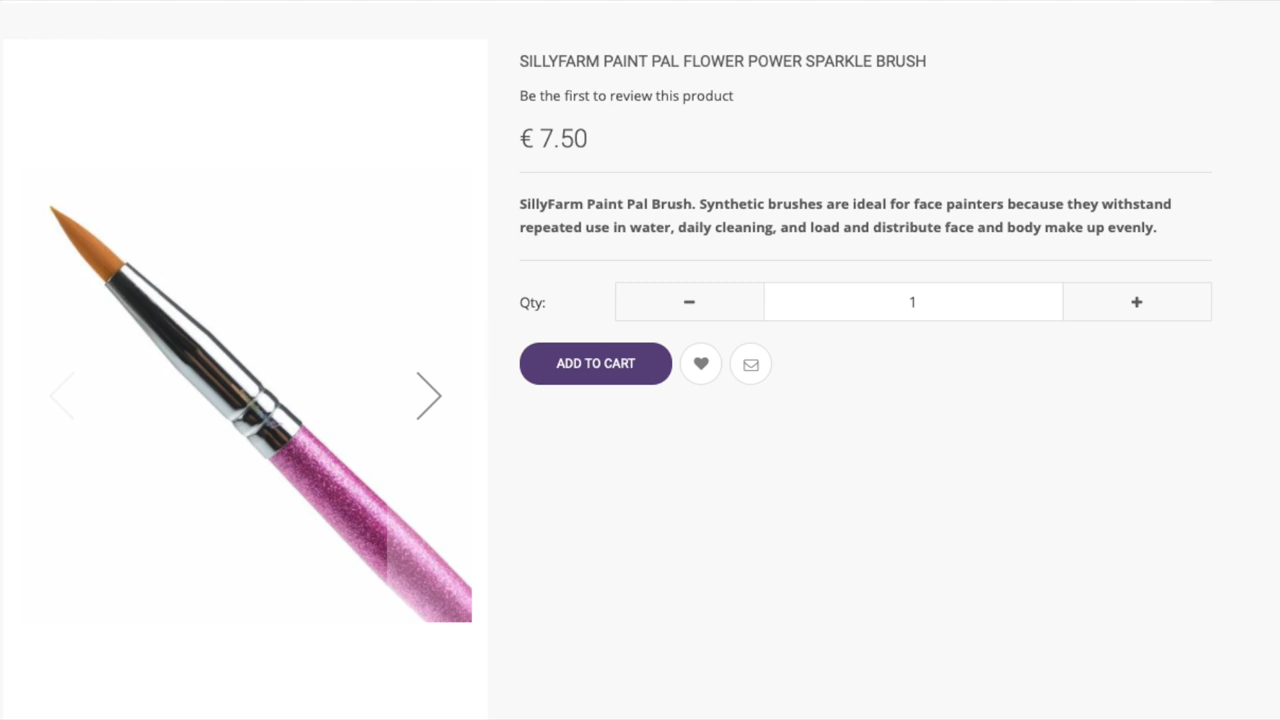 SILLYFARM PAINT PAL FLOWER POWER SPARKLE BRUSH
Be the first to review this product
€ 7.50
SillyFarm Paint Pal Brush. Synthetic brushes are ideal for face painters because they withstand
repeated use in water, daily cleaning, and load and distribute face and body make up evenly.
Qty:
1
ADD TO CART